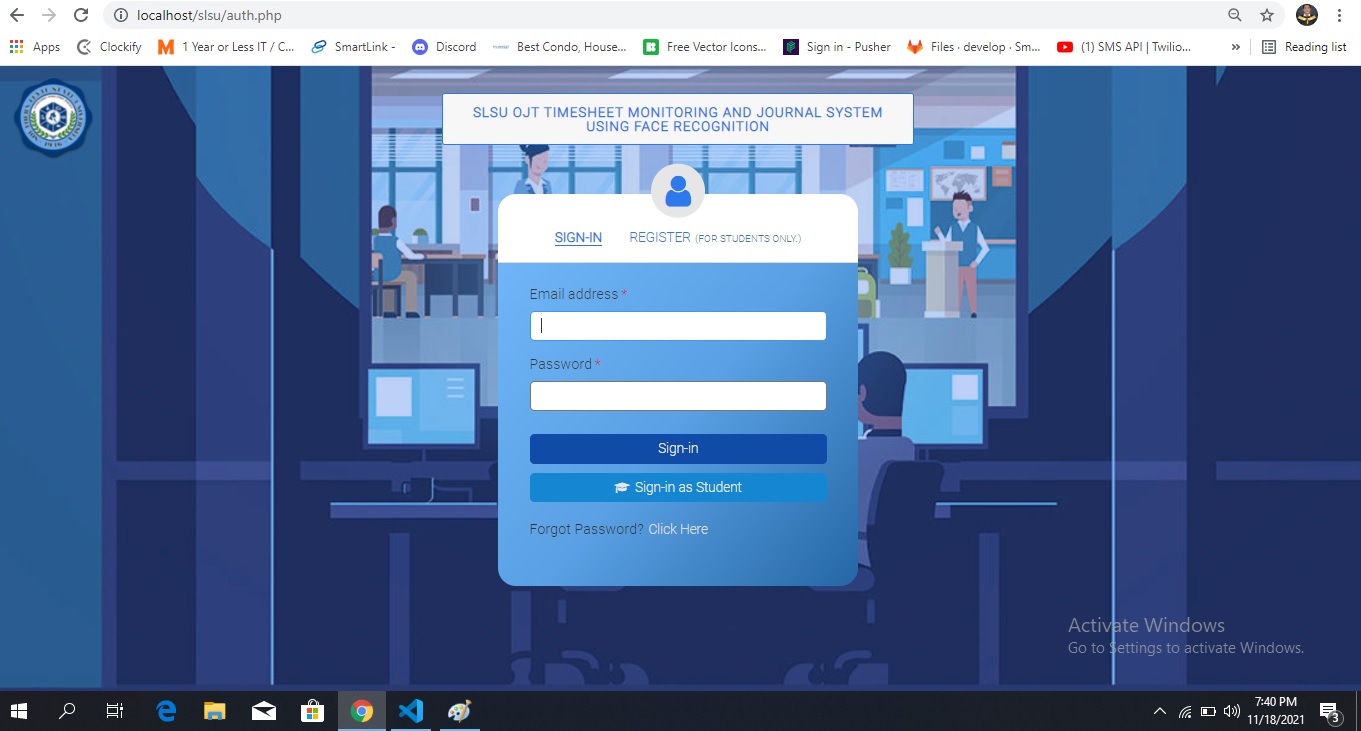 localhost/slsu/auth.php
Apps
Clockify
1 Year or Less IT / C...
SmartLink -
Discord
Best Condo, House...
Free Vector Icons...
Sign in - Pusher
Files · develop · Sm...
(1) SMS API | Twilio...
»
Reading list
SLSU OJT TIMESHEET MONITORING AND JOURNAL SYSTEM
USING FACE RECOGNITION
SIGN-IN
REGISTER (FOR STUDENTS ONLY.)
Email address *
Password *
Sign-in
Sign-in as Student
Forgot Password? Click Here
Activate Windows
Go to Settings to activate Windows.
7:40 PM
11/18/2021
3